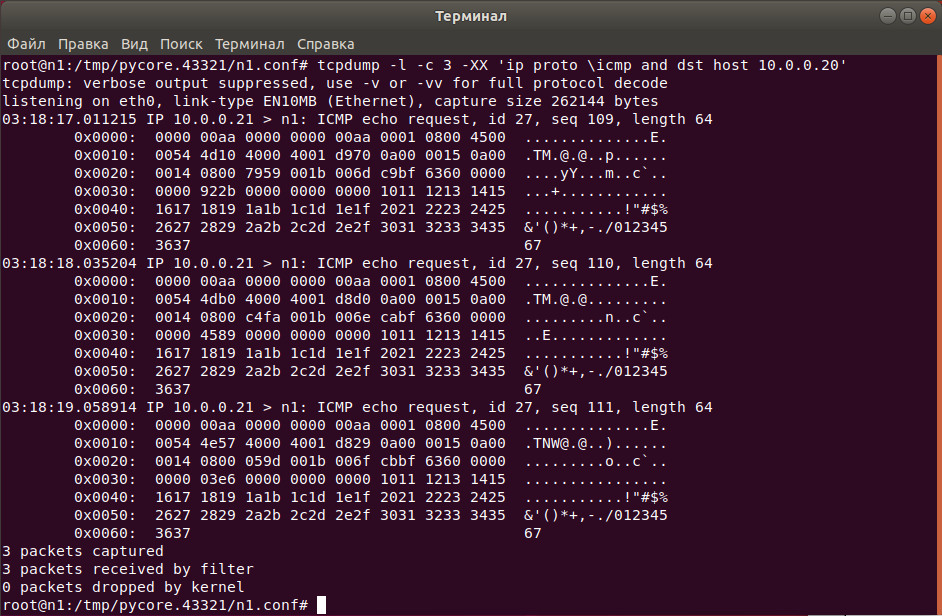 Терминал
Файл Правка Вид Поиск Терминал Справка
root@n1:/tmp/pycore.43321/n1.conf# tcpdump -l -c 3 -XX 'ip proto \icmp and dst host 10.0.0.20'
tcpdump: verbose output suppressed, use -v or -vv for full protocol decode
listening on eth0, link-type EN10MB (Ethernet), capture size 262144 bytes
03:18:17.011215 IP 10.0.0.21 > n1: ICMP echo request, id 27, seq 109, length 64
        0x0000:  0000 00aa 0000 0000 00aa 0001 0800 4500  ..............E.
        0x0010:  0054 4d10 4000 4001 d970 0a00 0015 0a00  .TM.@.@..p......
        0x0020:  0014 0800 7959 001b 006d c9bf 6360 0000  ....yY...m..c`..
        0x0030:  0000 922b 0000 0000 0000 1011 1213 1415  ...+............
        0x0040:  1617 1819 1a1b 1c1d 1e1f 2021 2223 2425  ...........!"#$%
        0x0050:  2627 2829 2a2b 2c2d 2e2f 3031 3233 3435  &'()*+,-./012345
        0x0060:  3637                                     67
03:18:18.035204 IP 10.0.0.21 > n1: ICMP echo request, id 27, seq 110, length 64
        0x0000:  0000 00aa 0000 0000 00aa 0001 0800 4500  ..............E.
        0x0010:  0054 4db0 4000 4001 d8d0 0a00 0015 0a00  .TM.@.@.........
        0x0020:  0014 0800 c4fa 001b 006e cabf 6360 0000  .........n..c`..
        0x0030:  0000 4589 0000 0000 0000 1011 1213 1415  ..E.............
        0x0040:  1617 1819 1a1b 1c1d 1e1f 2021 2223 2425  ...........!"#$%
        0x0050:  2627 2829 2a2b 2c2d 2e2f 3031 3233 3435  &'()*+,-./012345
        0x0060:  3637                                     67
03:18:19.058914 IP 10.0.0.21 > n1: ICMP echo request, id 27, seq 111, length 64
        0x0000:  0000 00aa 0000 0000 00aa 0001 0800 4500  ..............E.
        0x0010:  0054 4e57 4000 4001 d829 0a00 0015 0a00  .TNW@.@..)......
        0x0020:  0014 0800 059d 001b 006f cbbf 6360 0000  .........o..c`..
        0x0030:  0000 03e6 0000 0000 0000 1011 1213 1415  ................
        0x0040:  1617 1819 1a1b 1c1d 1e1f 2021 2223 2425  ...........!"#$%
        0x0050:  2627 2829 2a2b 2c2d 2e2f 3031 3233 3435  &'()*+,-./012345
        0x0060:  3637                                     67
3 packets captured
3 packets received by filter
0 packets dropped by kernel
root@n1:/tmp/pycore.43321/n1.conf#